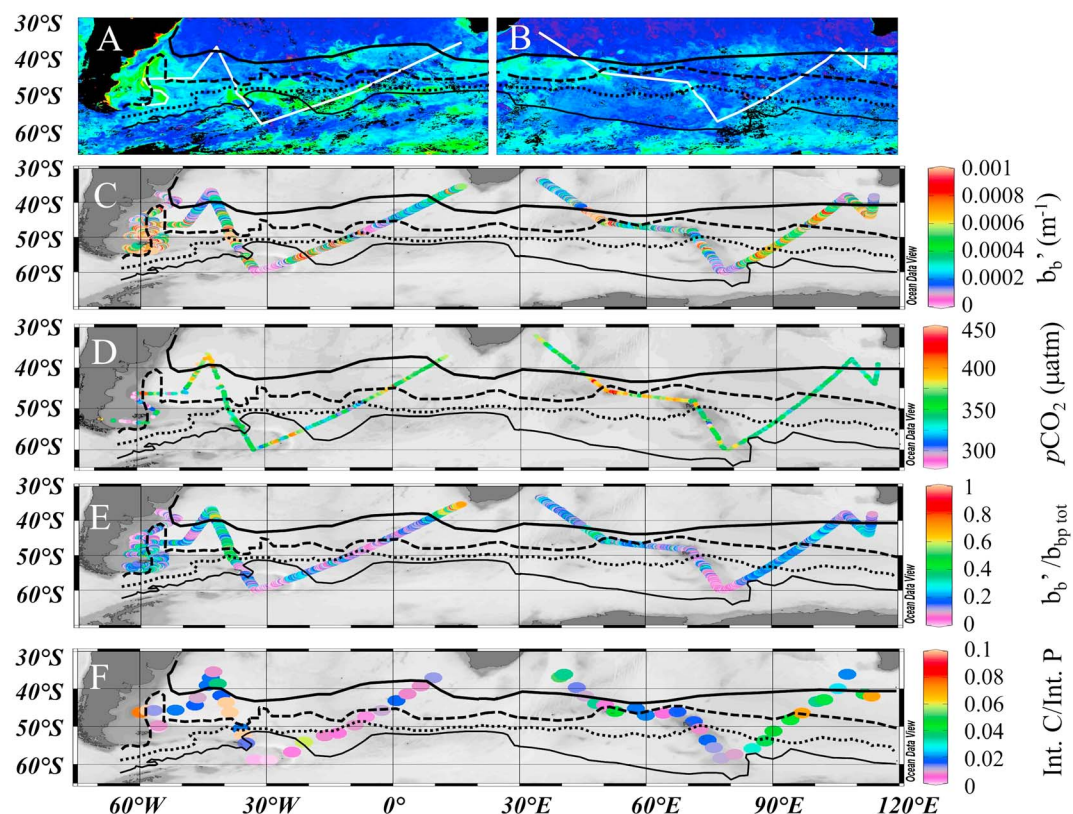 30°S
40°S
50°S
60°S
A
B
30°S
40°S
50°S
60°S
C
Ocean Data View
0.001
0.0008
0.0006
0.0004
0.0002
0
b_b' (m⁻¹)
30°S
40°S
50°S
60°S
D
Ocean Data View
450
400
350
300
pCO₂ (µatm)
30°S
40°S
50°S
60°S
E
Ocean Data View
1
0.8
0.6
0.4
0.2
0
b_b' /b_bp tot
30°S
40°S
50°S
60°S
F
Ocean Data View
0.1
0.08
0.06
0.04
0.02
0
Int. C/Int. P
60°W 30°W 0° 30°E 60°E 90°E 120°E